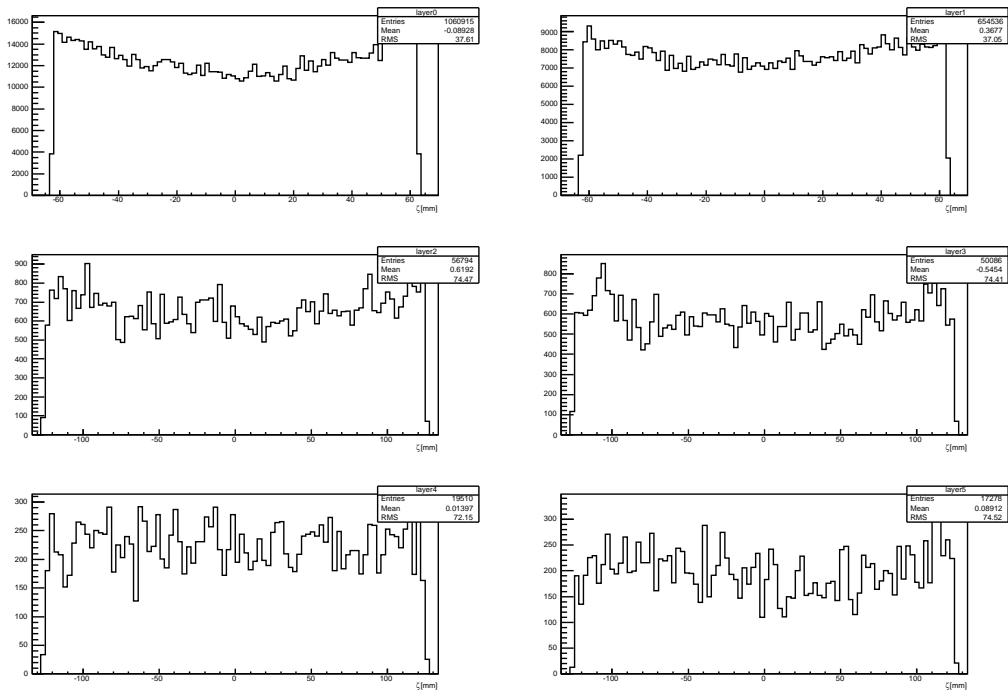 layer0
Entries 1060915
Mean -0.08928
RMS 37.61
16000
14000
12000
10000
8000
6000
4000
2000
0
-60 -40 -20 0 20 40 60
ζ[mm]
layer1
Entries 654536
Mean 0.3677
RMS 37.05
9000
8000
7000
6000
5000
4000
3000
2000
1000
0
-60 -40 -20 0 20 40 60
ζ[mm]
layer2
Entries 56794
Mean 0.6192
RMS 74.47
900
800
700
600
500
400
300
200
100
0
-100 -50 0 50 100
ζ[mm]
layer3
Entries 50086
Mean -0.5454
RMS 74.41
800
700
600
500
400
300
200
100
0
-100 -50 0 50 100
ζ[mm]
layer4
Entries 19510
Mean 0.01397
RMS 72.15
300
250
200
150
100
50
0
-100 -50 0 50 100
ζ[mm]
layer5
Entries 17278
Mean 0.08912
RMS 74.52
350
300
250
200
150
100
50
0
-100 -50 0 50 100
ζ[mm]